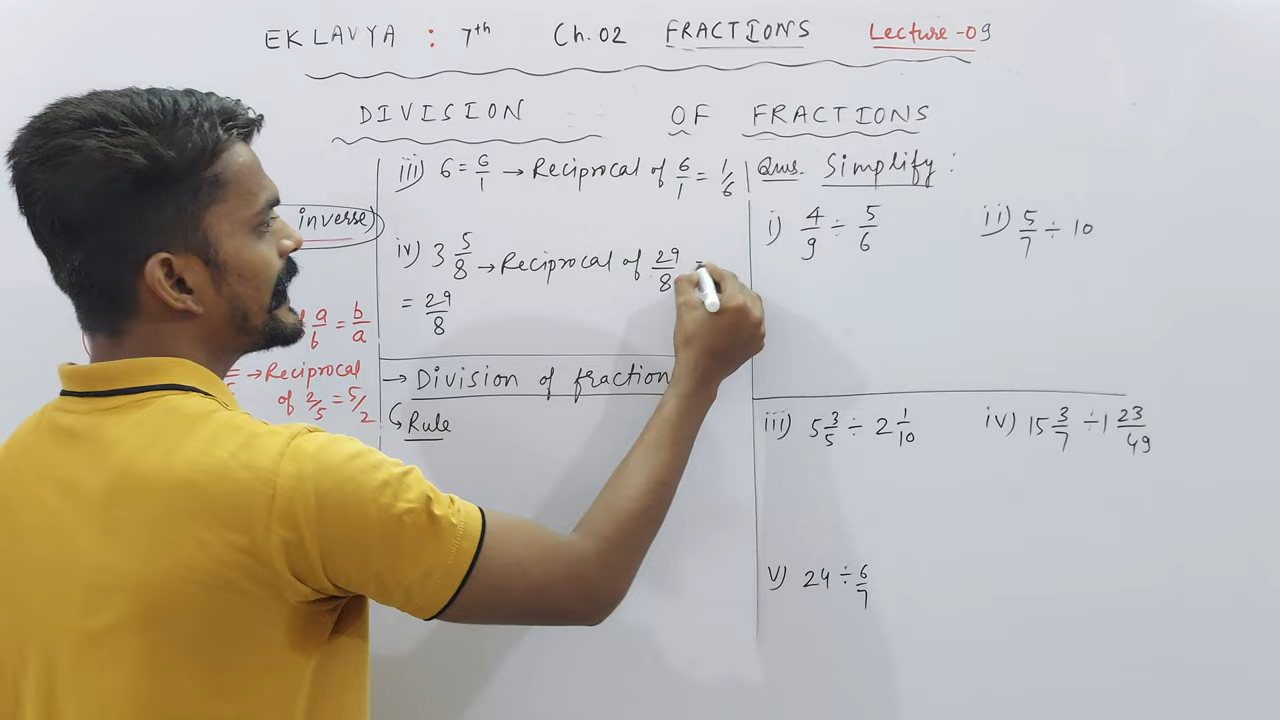 EKLAVYA : 7th Ch. 02 FRACTIONS Lecture -09
DIVISION OF FRACTIONS
inverse)
a/b = b/a
→ Reciprocal
of 2/5 = 5/2
iii) 6 = 6/1 → Reciprocal of 6/1 = 1/6
iv) 3 5/8 → Reciprocal of 29/8 =
= 29/8
→ Division of fraction
↳ Rule
Ques. Simplify :
i) 4/9 ÷ 5/6 ii) 5/7 ÷ 10
iii) 5 3/5 ÷ 2 1/10 iv) 15 3/7 ÷ 1 23/49
v) 24 ÷ 6/7